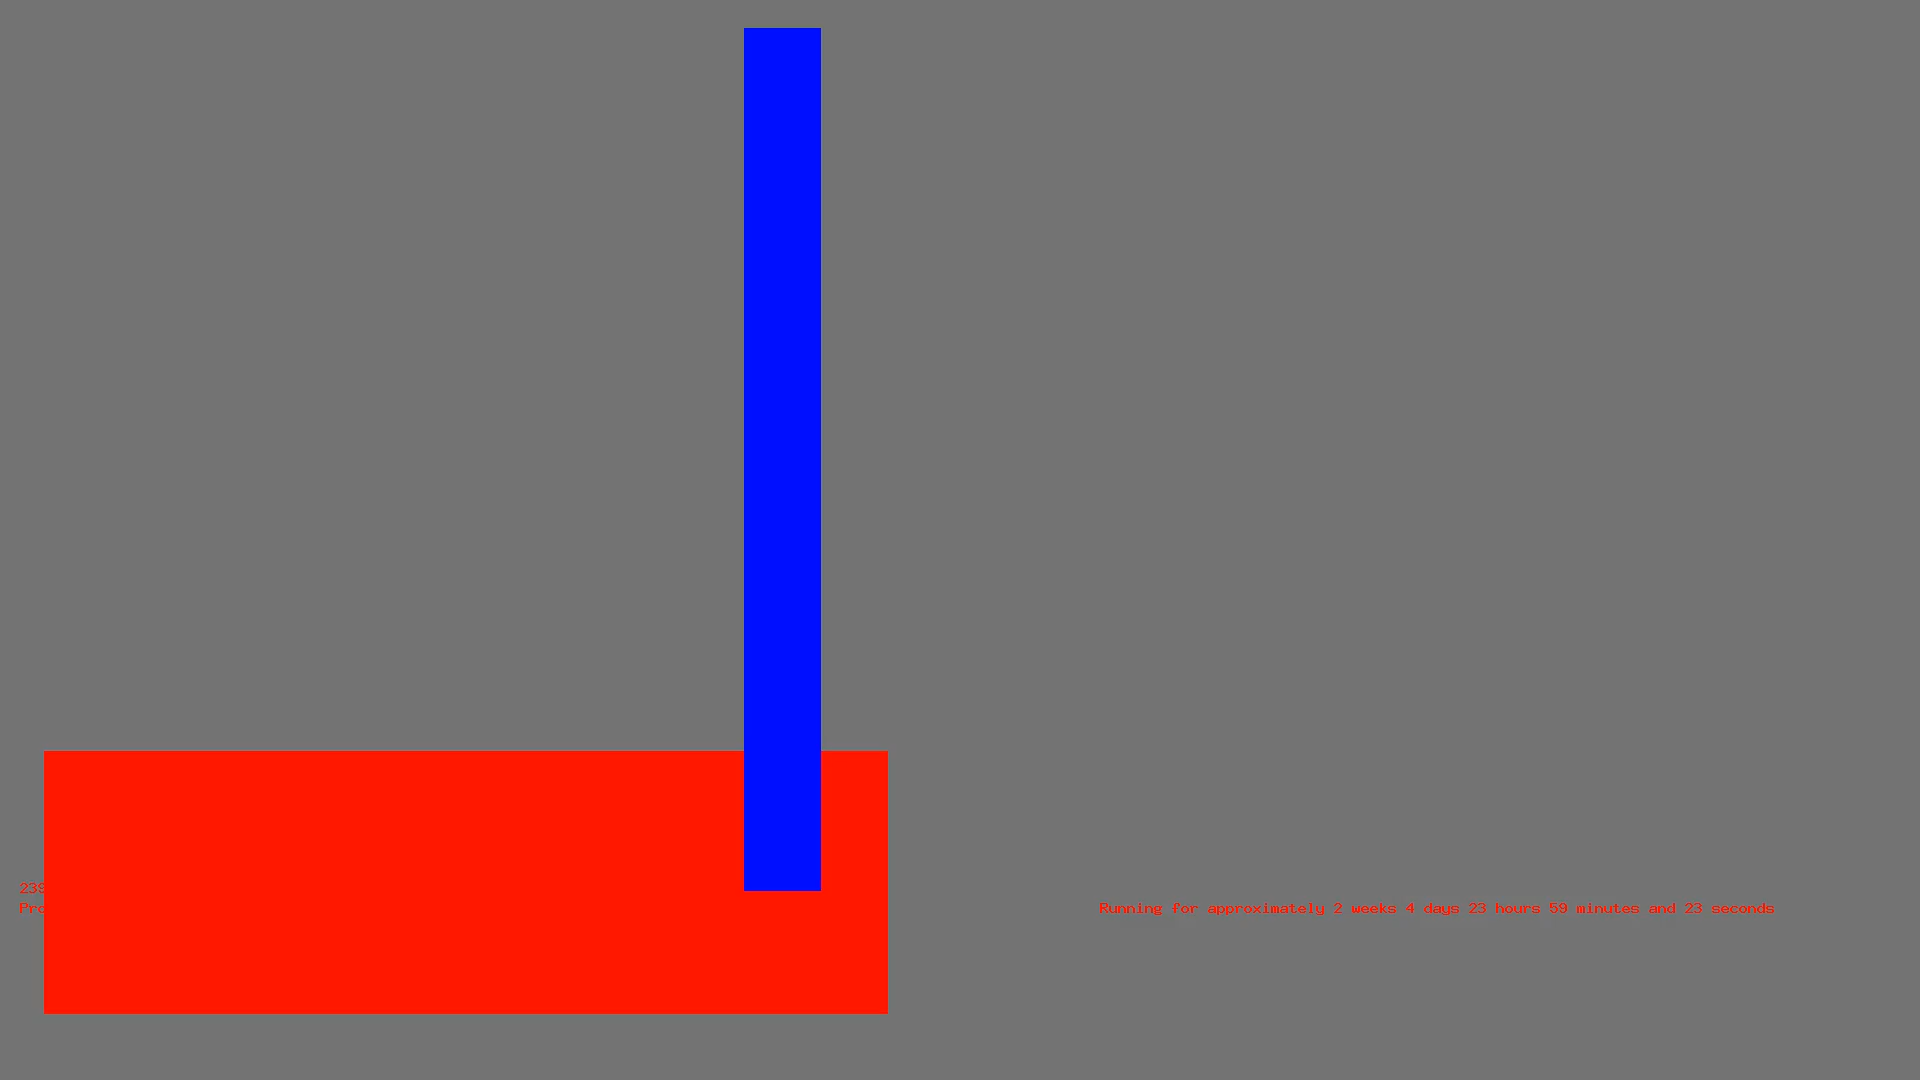 Running for approximately 2 weeks 4 days 23 hours 59 minutes and 23 seconds